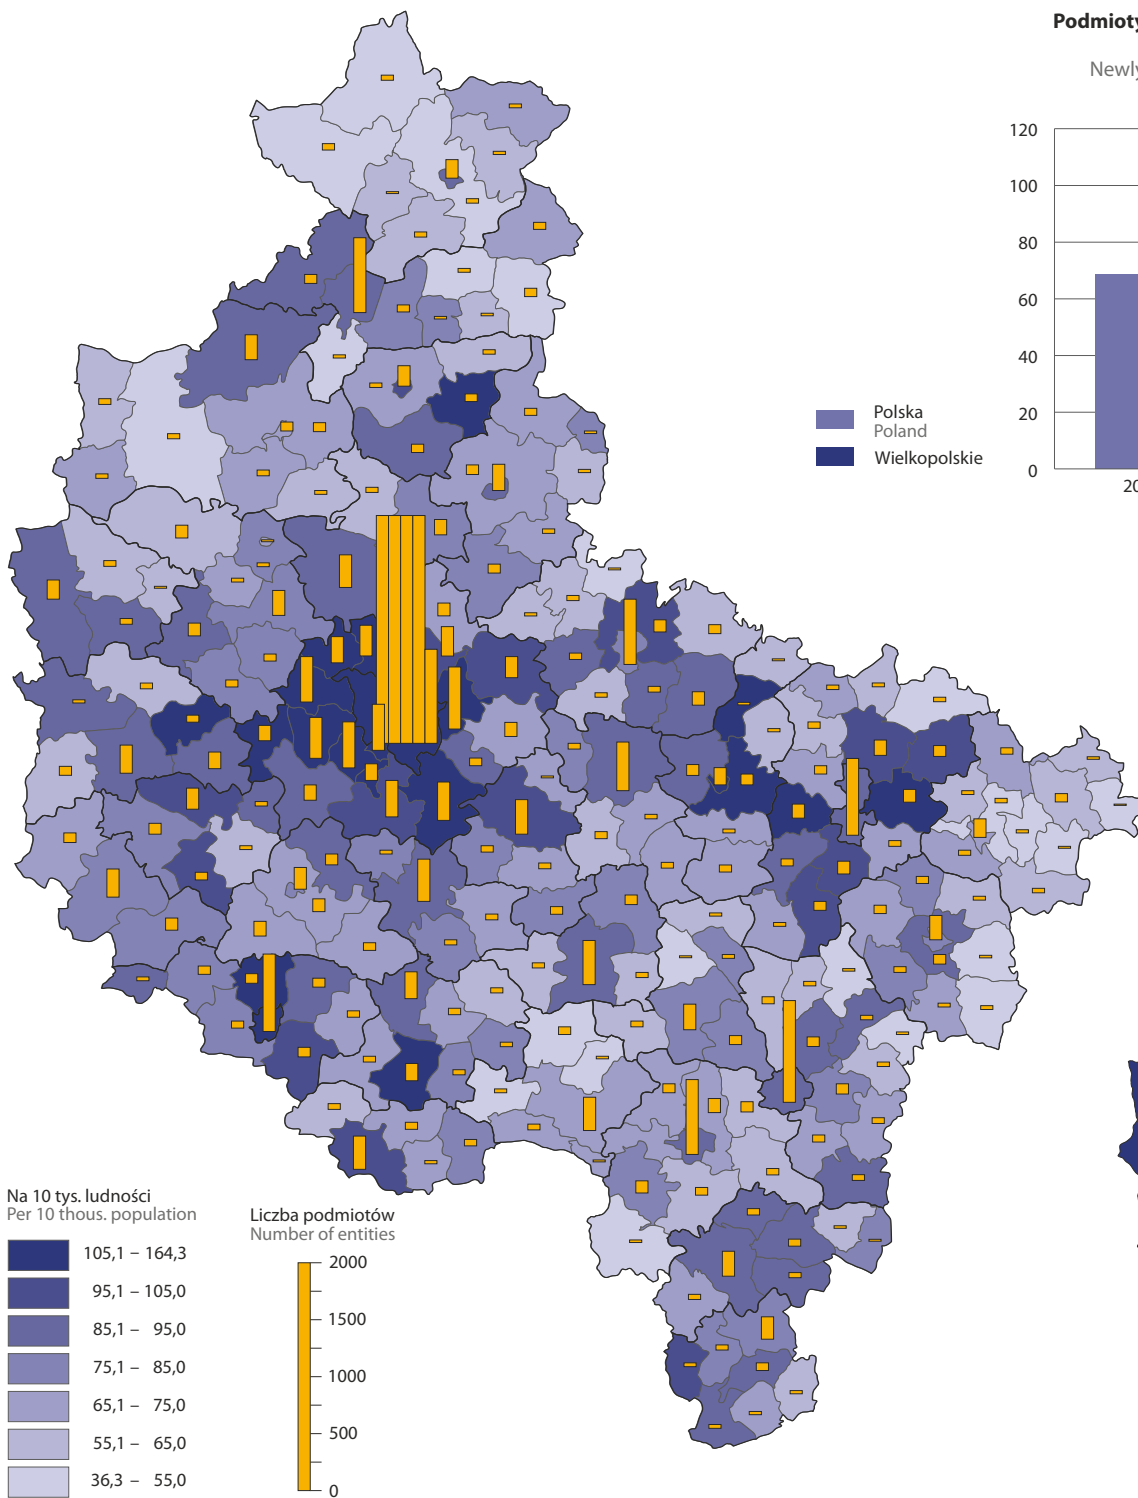 Podmioty
Newly
120
100
80
60
40
20
0
20
Polska
Poland
Wielkopolskie
Na 10 tys. ludności
Per 10 thous. population
105,1 – 164,3
95,1 – 105,0
85,1 – 95,0
75,1 – 85,0
65,1 – 75,0
55,1 – 65,0
36,3 – 55,0
Liczba podmiotów
Number of entities
2000
1500
1000
500
0